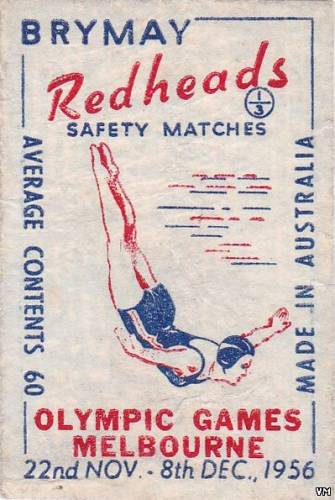 BRYMAY
Redheads
1/3
SAFETY MATCHES
AVERAGE CONTENTS 60
MADE IN AUSTRALIA
OLYMPIC GAMES
MELBOURNE
22nd NOV. - 8th DEC., 1956
VM